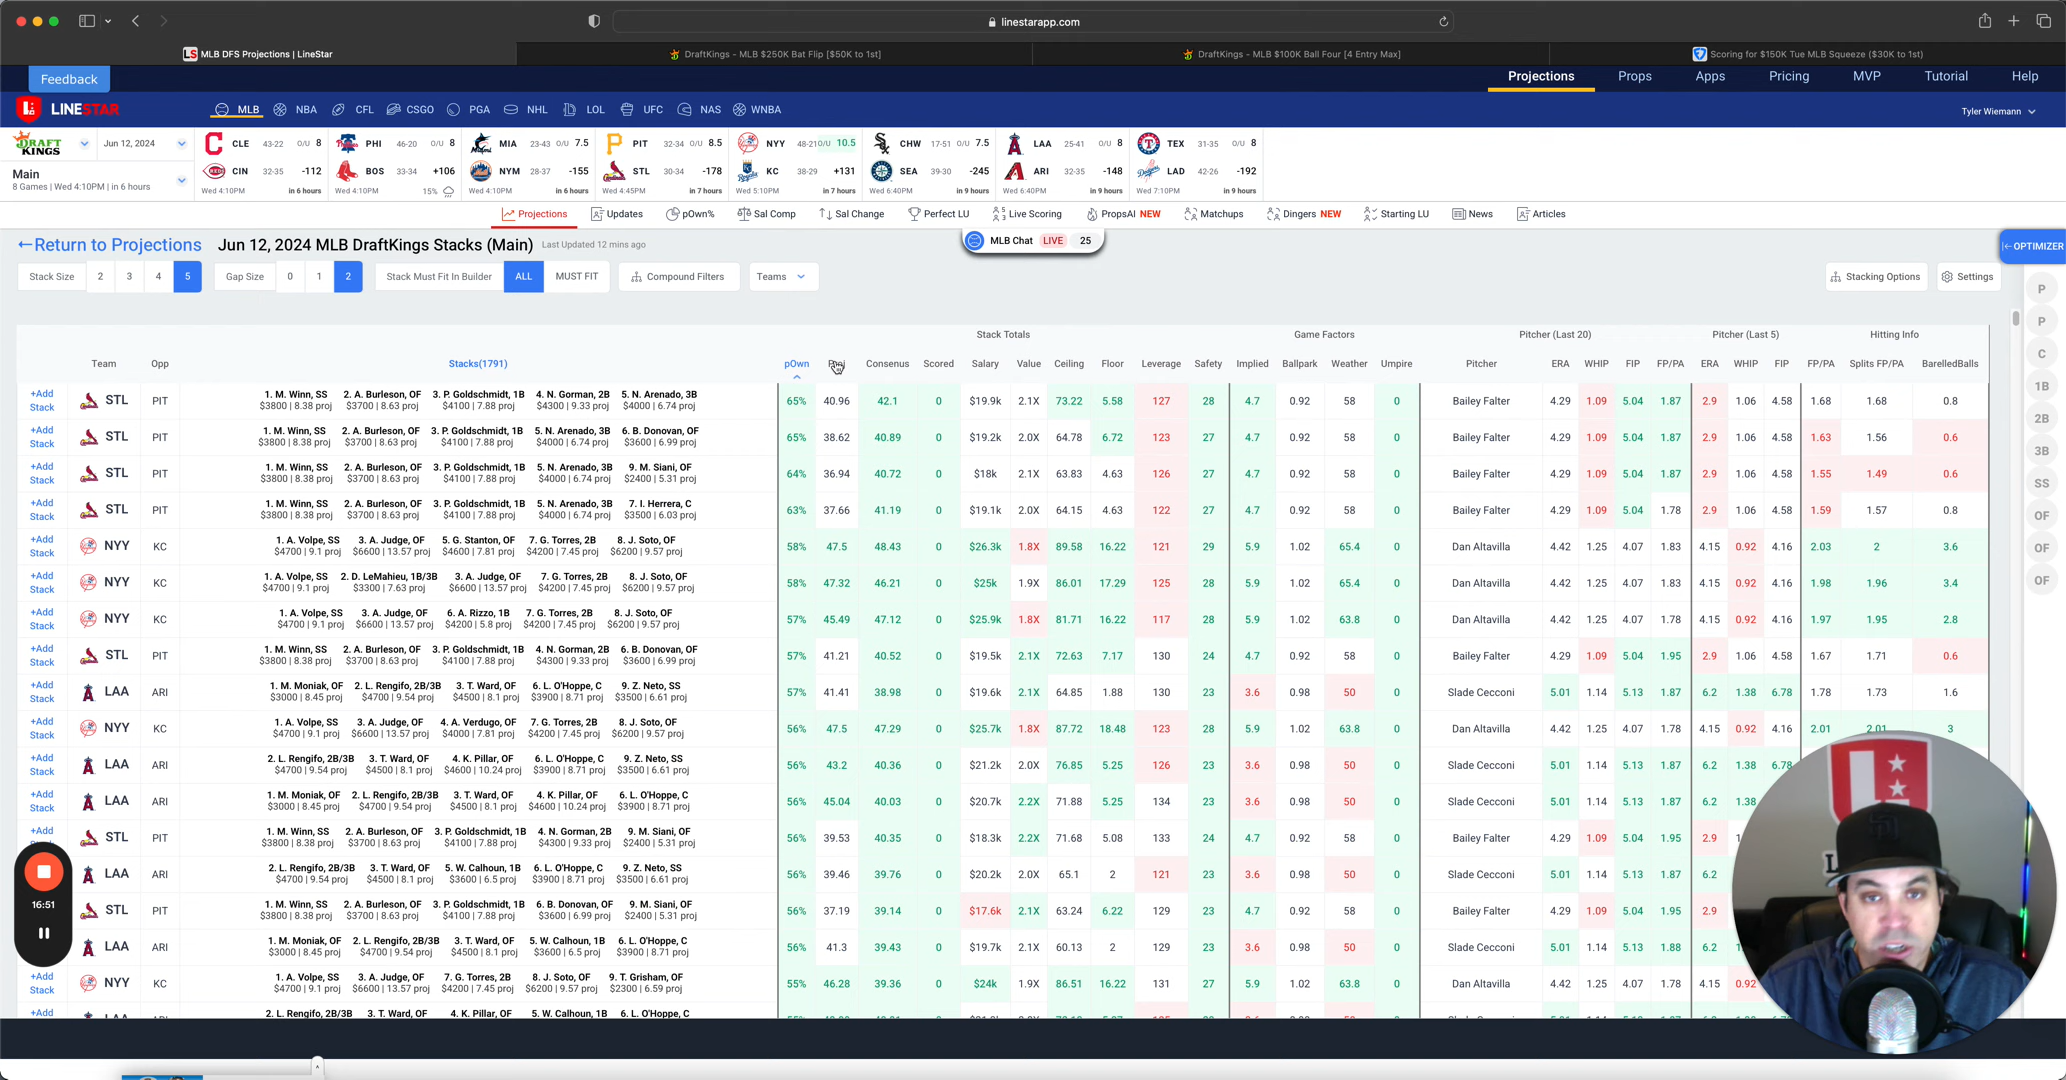 linestarapp.com
MLB DFS Projections | LineStar
DraftKings - MLB $250K Bat Flip [$50K to 1st]
DraftKings - MLB $100K Ball Four [4 Entry Max]
Scoring for $150K Tue MLB Squeeze ($30K to 1st)
Feedback
Projections Props Apps Pricing MVP Tutorial Help
LINESTAR MLB NBA CFL CSGO PGA NHL LOL UFC NAS WNBA Tyler Wiemann
DRAFT KINGS Jun 12, 2024
Main
8 Games | Wed 4:10PM | in 6 hours
CLE 43-22 O/U 8
CIN 32-35 -112
Wed 4:10PM in 6 hours
PHI 46-20 O/U 8
BOS 33-34 +106
Wed 4:10PM 15%
MIA 23-43 O/U 7.5
NYM 28-37 -155
Wed 4:10PM in 6 hours
PIT 32-34 O/U 8.5
STL 33-33 -178
Wed 4:45PM in 7 hours
NYY 48-21 O/U 10.5
KC 38-29 +131
Wed 5:10PM in 7 hours
CHW 17-51 O/U 7.5
SEA 39-30 -245
Wed 6:40PM in 9 hours
LAA 25-41 O/U 8
ARI 32-35 -148
Wed 6:40PM in 9 hours
TEX 31-35 O/U 8
LAD 42-26 -192
Wed 7:10PM in 9 hours
Projections Updates pOwn% Sal Comp Sal Change Perfect LU Live Scoring PropsAI NEW Matchups Dingers NEW Starting LU News Articles
←Return to Projections Jun 12, 2024 MLB DraftKings Stacks (Main) Last Updated 12 mins ago
MLB Chat LIVE 25
OPTIMIZER
Stack Size 2 3 4 5 Gap Size 0 1 2 Stack Must Fit In Builder ALL MUST FIT Compound Filters Teams Stacking Options Settings
P
P
C
1B
2B
3B
SS
OF
OF
OF
Stack Totals Game Factors Pitcher (Last 20) Pitcher (Last 5) Hitting Info
Team Opp Stacks(1791) pOwn Consenus Scored Salary Value Ceiling Floor Leverage Safety Implied Ballpark Weather Umpire Pitcher ERA WHIP FIP FP/PA ERA WHIP FIP FP/PA Splits FP/PA BarelledBalls
+Add Stack STL PIT 1. M. Winn, SS 2. A. Burleson, OF 3. P. Goldschmidt, 1B 4. N. Gorman, 2B 5. N. Arenado, 3B 65% 40.96 42.1 0 $19.9k 2.1X 73.22 5.58 127 28 4.7 0.92 58 0 Bailey Falter 4.29 1.09 5.04 1.87 2.9 1.06 4.58 1.68 1.68 0.8
$3800 | 8.38 proj $3700 | 8.63 proj $4100 | 7.88 proj $4300 | 9.33 proj $4000 | 6.74 proj
+Add Stack STL PIT 1. M. Winn, SS 2. A. Burleson, OF 3. P. Goldschmidt, 1B 5. N. Arenado, 3B 6. B. Donovan, OF 65% 38.62 40.89 0 $19.2k 2.0X 64.78 6.72 123 27 4.7 0.92 58 0 Bailey Falter 4.29 1.09 5.04 1.87 2.9 1.06 4.58 1.63 1.56 0.6
$3800 | 8.38 proj $3700 | 8.63 proj $4100 | 7.88 proj $4000 | 6.74 proj $3600 | 6.99 proj
+Add Stack STL PIT 1. M. Winn, SS 2. A. Burleson, OF 3. P. Goldschmidt, 1B 5. N. Arenado, 3B 9. M. Siani, OF 64% 36.94 40.72 0 $18k 2.1X 63.83 4.63 126 27 4.7 0.92 58 0 Bailey Falter 4.29 1.09 5.04 1.87 2.9 1.06 4.58 1.55 1.49 0.6
$3800 | 8.38 proj $3700 | 8.63 proj $4100 | 7.88 proj $4000 | 6.74 proj $2400 | 5.31 proj
+Add Stack STL PIT 1. M. Winn, SS 2. A. Burleson, OF 3. P. Goldschmidt, 1B 5. N. Arenado, 3B 7. I. Herrera, C 63% 37.66 41.19 0 $19.1k 2.0X 64.15 4.63 122 27 4.7 0.92 58 0 Bailey Falter 4.29 1.09 5.04 1.78 2.9 1.06 4.58 1.59 1.57 0.8
$3800 | 8.38 proj $3700 | 8.63 proj $4100 | 7.88 proj $4000 | 6.74 proj $3500 | 6.03 proj
+Add Stack NYY KC 1. A. Volpe, SS 3. A. Judge, OF 5. G. Stanton, OF 7. G. Torres, 2B 8. J. Soto, OF 58% 47.5 48.43 0 $26.3k 1.8X 89.58 16.22 121 29 5.9 1.02 65.4 0 Dan Altavilla 4.42 1.25 4.07 1.83 4.15 0.92 4.16 2.03 2 3.6
$4700 | 9.1 proj $6600 | 13.57 proj $4600 | 7.81 proj $4200 | 7.45 proj $6200 | 9.57 proj
+Add Stack NYY KC 1. A. Volpe, SS 2. D. LeMahieu, 1B/3B 3. A. Judge, OF 7. G. Torres, 2B 8. J. Soto, OF 58% 47.32 46.21 0 $25k 1.9X 86.01 17.29 125 28 5.9 1.02 65.4 0 Dan Altavilla 4.42 1.25 4.07 1.83 4.15 0.92 4.16 1.98 1.96 3.4
$4700 | 9.1 proj $3300 | 7.63 proj $6600 | 13.57 proj $4200 | 7.45 proj $6200 | 9.57 proj
+Add Stack NYY KC 1. A. Volpe, SS 3. A. Judge, OF 6. A. Rizzo, 1B 7. G. Torres, 2B 8. J. Soto, OF 57% 45.49 47.12 0 $25.9k 1.8X 81.71 16.22 117 28 5.9 1.02 63.8 0 Dan Altavilla 4.42 1.25 4.07 1.78 4.15 0.92 4.16 1.97 1.95 2.8
$4700 | 9.1 proj $6600 | 13.57 proj $4200 | 5.8 proj $4200 | 7.45 proj $6200 | 9.57 proj
+Add Stack STL PIT 1. M. Winn, SS 2. A. Burleson, OF 3. P. Goldschmidt, 1B 4. N. Gorman, 2B 6. B. Donovan, OF 57% 41.21 40.52 0 $19.5k 2.1X 72.63 7.17 130 24 4.7 0.92 58 0 Bailey Falter 4.29 1.09 5.04 1.95 2.9 1.06 4.58 1.67 1.71 0.6
$3800 | 8.38 proj $3700 | 8.63 proj $4100 | 7.88 proj $4300 | 9.33 proj $3600 | 6.99 proj
+Add Stack LAA ARI 1. M. Moniak, OF 2. L. Rengifo, 2B/3B 3. T. Ward, OF 6. L. O'Hoppe, C 9. Z. Neto, SS 57% 41.41 38.98 0 $19.6k 2.1X 64.85 1.88 130 23 3.6 0.98 50 0 Slade Cecconi 5.01 1.14 5.13 1.87 6.2 1.38 6.78 1.78 1.73 1.6
$3000 | 8.45 proj $4700 | 9.54 proj $4500 | 8.1 proj $3900 | 8.71 proj $3500 | 6.61 proj
+Add Stack NYY KC 1. A. Volpe, SS 3. A. Judge, OF 4. A. Verdugo, OF 7. G. Torres, 2B 8. J. Soto, OF 56% 47.5 47.29 0 $25.7k 1.8X 87.72 18.48 123 28 5.9 1.02 63.8 0 Dan Altavilla 4.42 1.25 4.07 1.78 4.15 0.92 4.16 2.01 2.01 3
$4700 | 9.1 proj $6600 | 13.57 proj $4000 | 7.81 proj $4200 | 7.45 proj $6200 | 9.57 proj
+Add Stack LAA ARI 2. L. Rengifo, 2B/3B 3. T. Ward, OF 4. K. Pillar, OF 6. L. O'Hoppe, C 9. Z. Neto, SS 56% 43.2 40.36 0 $21.2k 2.0X 76.85 5.25 126 23 3.6 0.98 50 0 Slade Cecconi 5.01 1.14 5.13 1.87 6.2 1.38 6.78
$4700 | 9.54 proj $4500 | 8.1 proj $4600 | 10.24 proj $3900 | 8.71 proj $3500 | 6.61 proj
+Add Stack LAA ARI 1. M. Moniak, OF 2. L. Rengifo, 2B/3B 3. T. Ward, OF 4. K. Pillar, OF 6. L. O'Hoppe, C 56% 45.04 40.03 0 $20.7k 2.2X 71.88 5.25 134 23 3.6 0.98 50 0 Slade Cecconi 5.01 1.14 5.13 1.87 6.2 1.38
$3000 | 8.45 proj $4700 | 9.54 proj $4500 | 8.1 proj $4600 | 10.24 proj $3900 | 8.71 proj
+Add STL PIT 1. M. Winn, SS 2. A. Burleson, OF 3. P. Goldschmidt, 1B 4. N. Gorman, 2B 9. M. Siani, OF 56% 39.53 40.35 0 $18.3k 2.2X 71.68 5.08 133 24 4.7 0.92 58 0 Bailey Falter 4.29 1.09 5.04 1.95 2.9
$3800 | 8.38 proj $3700 | 8.63 proj $4100 | 7.88 proj $4300 | 9.33 proj $2400 | 5.31 proj
LAA ARI 2. L. Rengifo, 2B/3B 3. T. Ward, OF 5. W. Calhoun, 1B 6. L. O'Hoppe, C 9. Z. Neto, SS 56% 39.46 39.76 0 $20.2k 2.0X 65.1 2 121 23 3.6 0.98 50 0 Slade Cecconi 5.01 1.14 5.13 1.87 6.2
$4700 | 9.54 proj $4500 | 8.1 proj $3600 | 6.5 proj $3900 | 8.71 proj $3500 | 6.61 proj
STL PIT 1. M. Winn, SS 2. A. Burleson, OF 3. P. Goldschmidt, 1B 6. B. Donovan, OF 9. M. Siani, OF 56% 37.19 39.14 0 $17.6k 2.1X 63.24 6.22 129 23 4.7 0.92 58 0 Bailey Falter 4.29 1.09 5.04 1.95 2.9
$3800 | 8.38 proj $3700 | 8.63 proj $4100 | 7.88 proj $3600 | 6.99 proj $2400 | 5.31 proj
LAA ARI 1. M. Moniak, OF 2. L. Rengifo, 2B/3B 3. T. Ward, OF 5. W. Calhoun, 1B 6. L. O'Hoppe, C 56% 41.3 39.43 0 $19.7k 2.1X 60.13 2 129 23 3.6 0.98 50 0 Slade Cecconi 5.01 1.14 5.13 1.88 6.2
$3000 | 8.45 proj $4700 | 9.54 proj $4500 | 8.1 proj $3600 | 6.5 proj $3900 | 8.71 proj
+Add Stack NYY KC 1. A. Volpe, SS 3. A. Judge, OF 7. G. Torres, 2B 8. J. Soto, OF 9. T. Grisham, OF 55% 46.28 39.36 0 $24k 1.9X 86.51 16.22 131 27 5.9 1.02 63.8 0 Dan Altavilla 4.42 1.25 4.07 1.78 4.15 0.92
$4700 | 9.1 proj $6600 | 13.57 proj $4200 | 7.45 proj $6200 | 9.57 proj $2300 | 6.59 proj
+Add 2. L. Rengifo, 2B/3B 3. T. Ward, OF 4. K. Pillar, OF 5. W. Calhoun, 1B 6. L. O'Hoppe, C
16:51